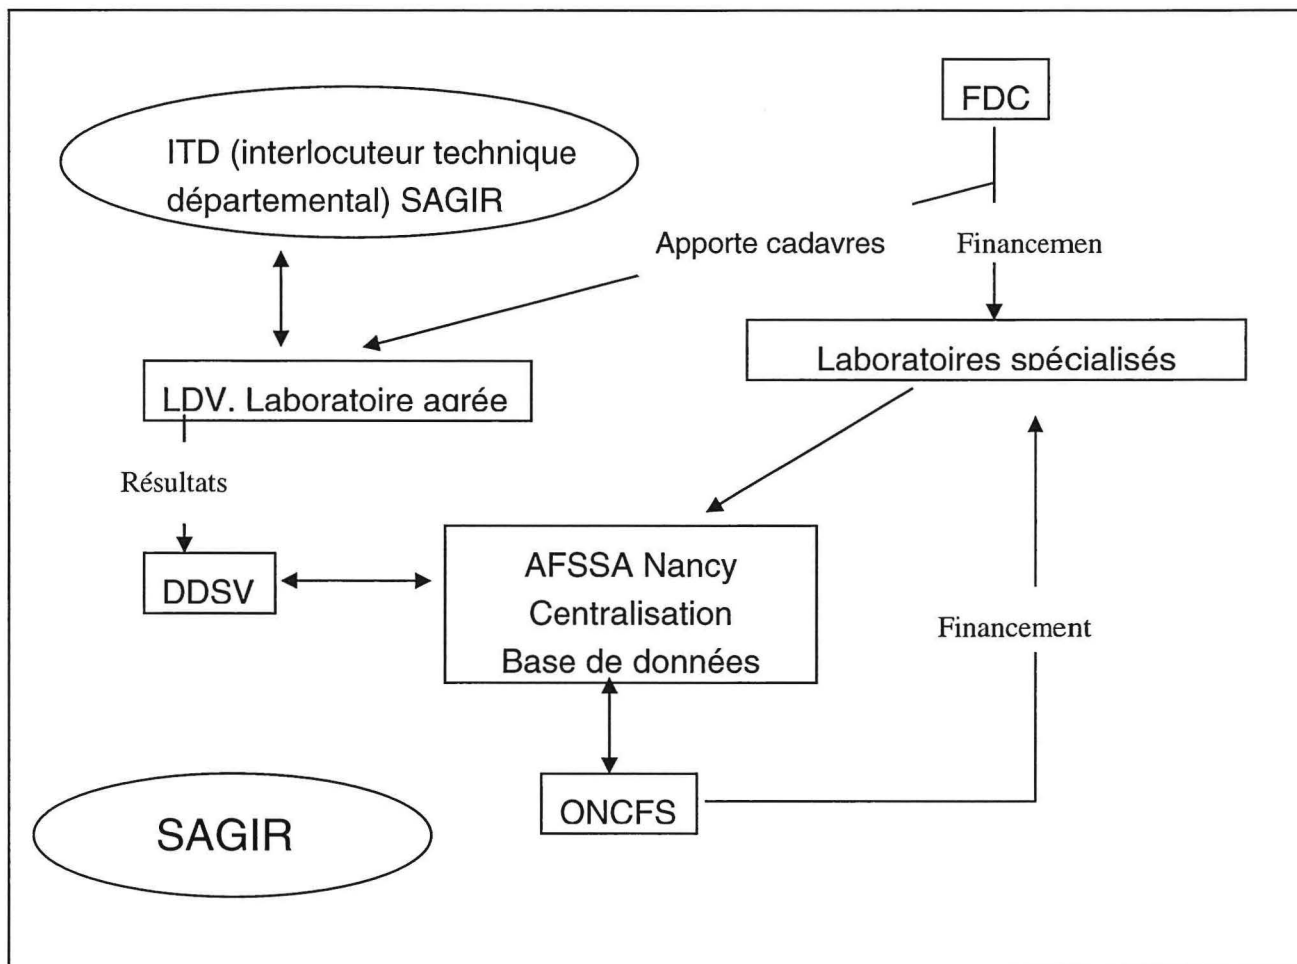 FDC
ITD (interlocuteur technique
départemental) SAGIR
Apporte cadavres
Financemen
Laboratoires spécialisés
LDV. Laboratoire agrée
Résultats
AFSSA Nancy
Centralisation
Base de données
DDSV
Financement
ONCFS
SAGIR